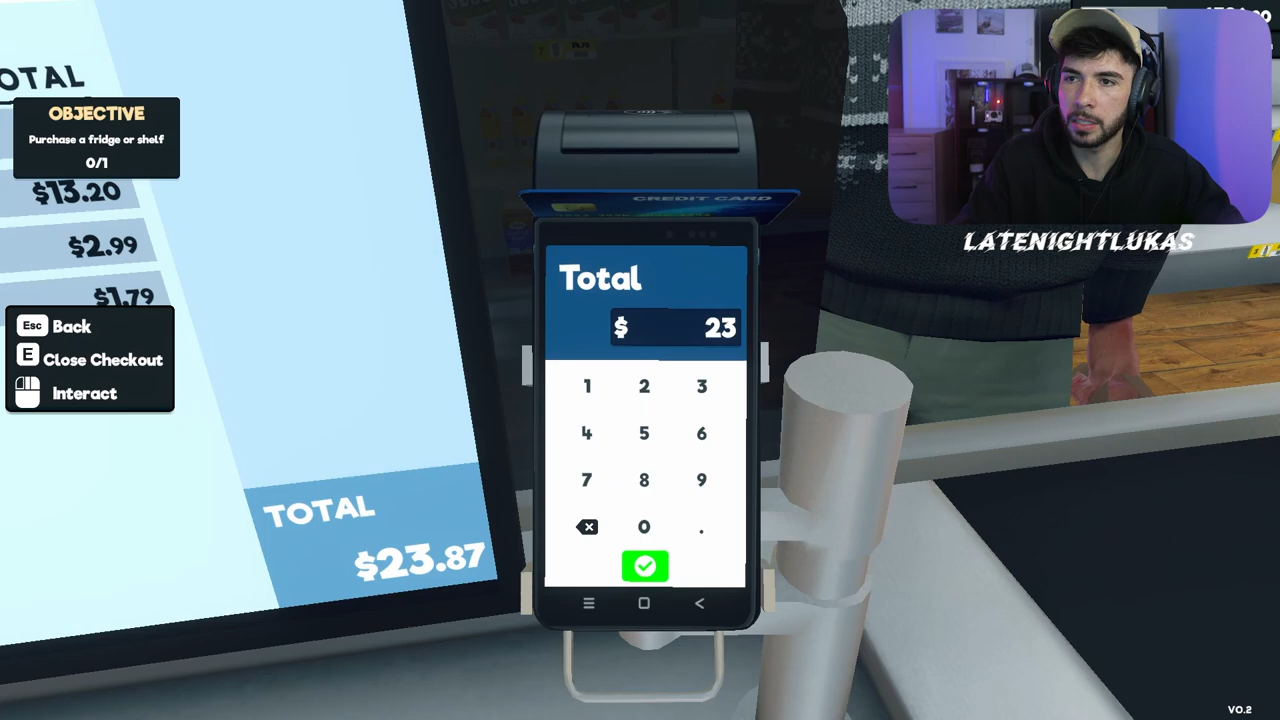 OTAL
OBJECTIVE
Purchase a fridge or shelf
0/1
$13.20
$2.99
$1.79
Esc Back
E Close Checkout
Interact
TOTAL
$23.87
CREDIT CARD
Total
$ 23
1 2 3
4 5 6
7 8 9
0 .
LATENIGHTLUKAS
V0.2